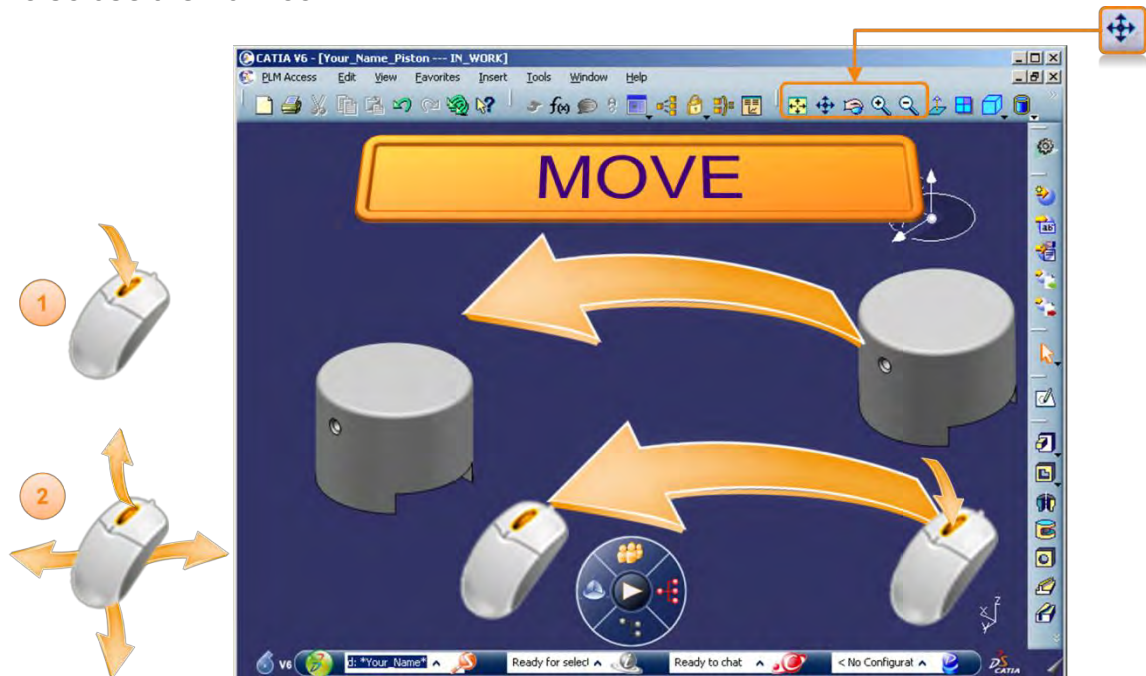 CATIA V6 - [Your_Name_Piston --- IN_WORK]
PLM Access Edit View Favorites Insert Tools Window Help
f(x)
MOVE
ab
1
2
z
x
y
V6
d: *Your_Name*
Ready for select
Ready to chat
< No Configurat
CATIA